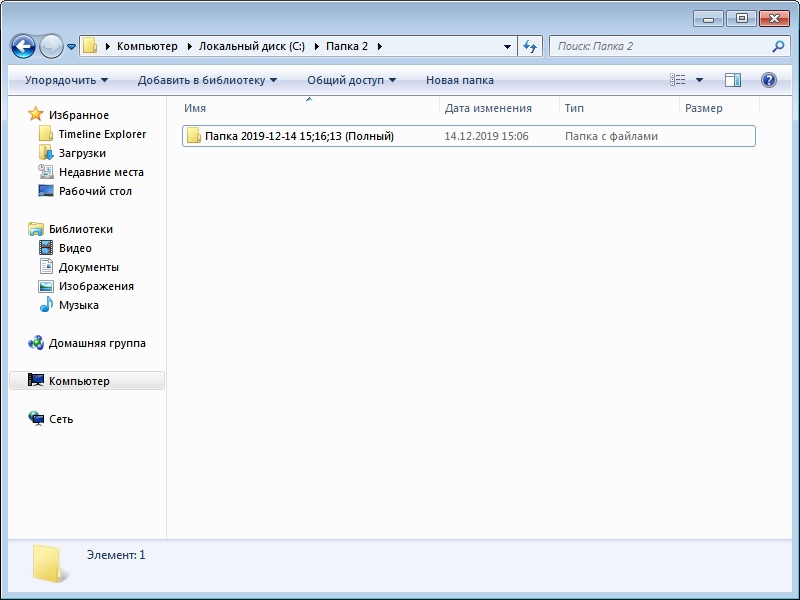 Компьютер Локальный диск (C:) Папка 2 Поиск: Папка 2
Упорядочить Добавить в библиотеку Общий доступ Новая папка
Имя Дата изменения Тип Размер
Папка 2019-12-14 15;16;13 (Полный) 14.12.2019 15:06 Папка с файлами
Избранное
Timeline Explorer
Загрузки
Недавние места
Рабочий стол
Библиотеки
Видео
Документы
Изображения
Музыка
Домашняя группа
Компьютер
Сеть
Элемент: 1